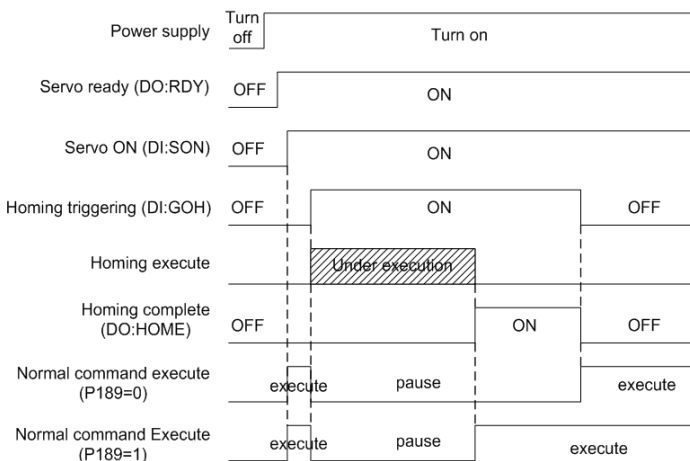 Power supply
Turn off
Turn on
Servo ready (DO:RDY)
OFF
ON
Servo ON (DI:SON)
OFF
ON
Homing triggering (DI:GOH)
OFF
ON
OFF
Homing execute
Under execution
Homing complete
(DO:HOME)
OFF
ON
OFF
Normal command execute
(P189=0)
execute
pause
execute
Normal command Execute
(P189=1)
execute
pause
execute